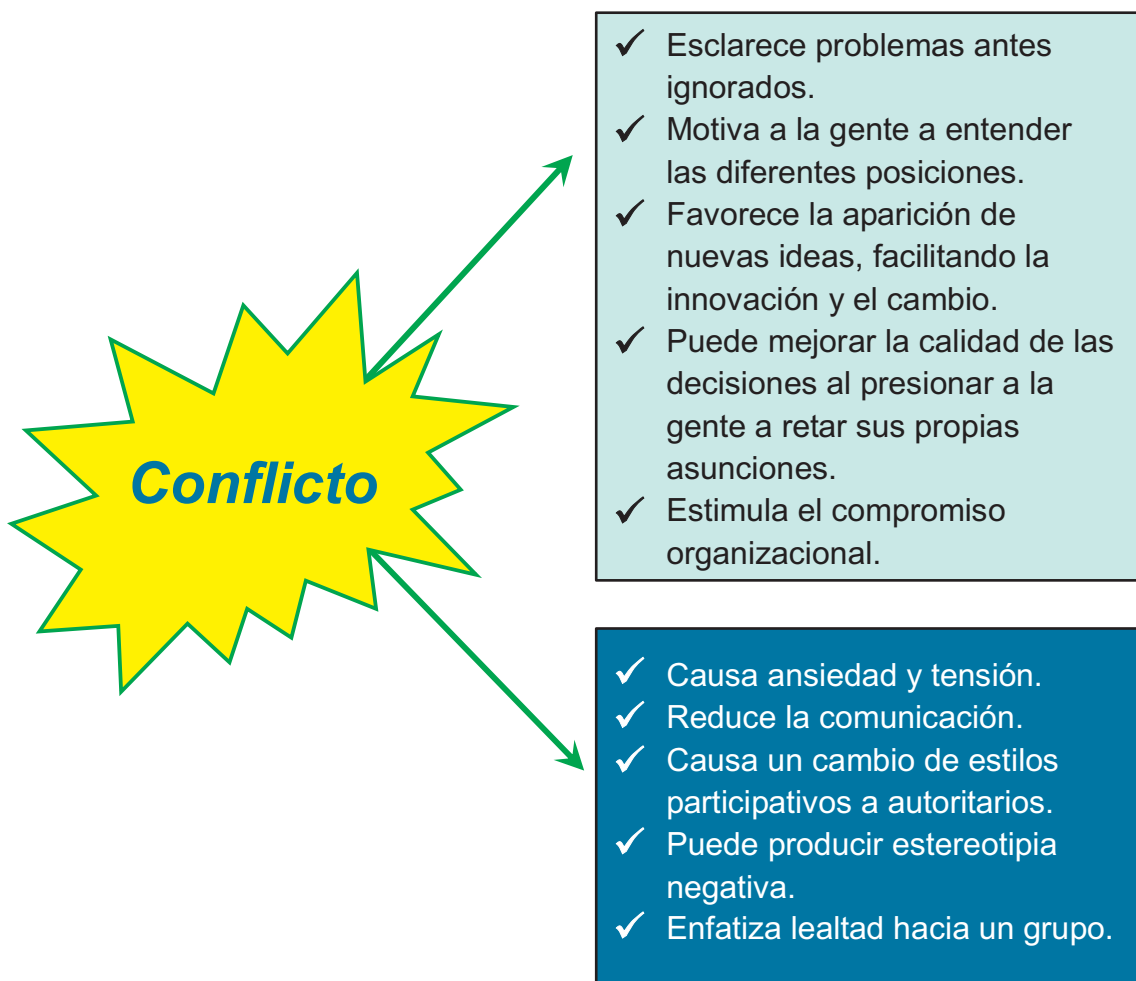 Conflicto
✓ Esclarece problemas antes
ignorados.
✓ Motiva a la gente a entender
las diferentes posiciones.
✓ Favorece la aparición de
nuevas ideas, facilitando la
innovación y el cambio.
✓ Puede mejorar la calidad de las
decisiones al presionar a la
gente a retar sus propias
asunciones.
✓ Estimula el compromiso
organizacional.
✓ Causa ansiedad y tensión.
✓ Reduce la comunicación.
✓ Causa un cambio de estilos
participativos a autoritarios.
✓ Puede producir estereotipia
negativa.
✓ Enfatiza lealtad hacia un grupo.